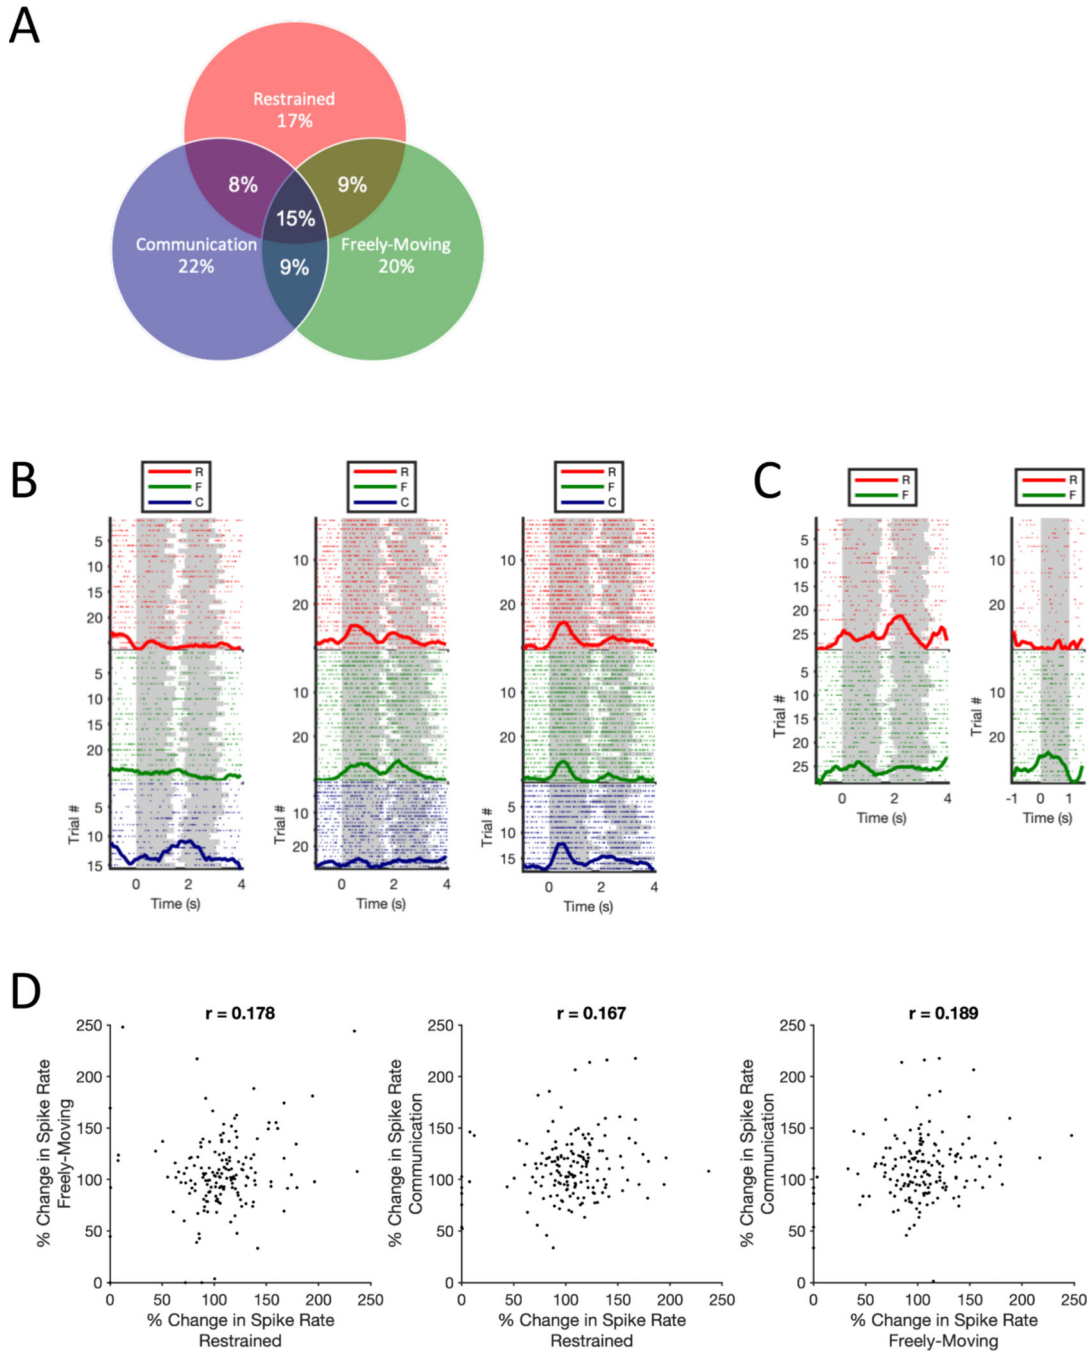 A
Restrained
17%
8%
9%
15%
Communication
22%
Freely-Moving
20%
9%
B
R
F
C
5
10
15
20
5
10
15
20
5
10
15
Trial #
0
2
4
Time (s)
R
F
C
10
20
10
20
10
20
Trial #
0
2
4
Time (s)
R
F
C
10
20
10
20
5
10
15
Trial #
0
2
4
Time (s)
C
R
F
5
10
15
20
25
5
10
15
20
25
Trial #
0
2
4
Time (s)
R
F
10
20
10
20
Trial #
-1
0
1
Time (s)
D
r = 0.178
% Change in Spike Rate
Freely-Moving
250
200
150
100
50
0
0 50 100 150 200 250
% Change in Spike Rate
Restrained
r = 0.167
% Change in Spike Rate
Communication
250
200
150
100
50
0
0 50 100 150 200 250
% Change in Spike Rate
Restrained
r = 0.189
% Change in Spike Rate
Communication
250
200
150
100
50
0
0 50 100 150 200 250
% Change in Spike Rate
Freely-Moving